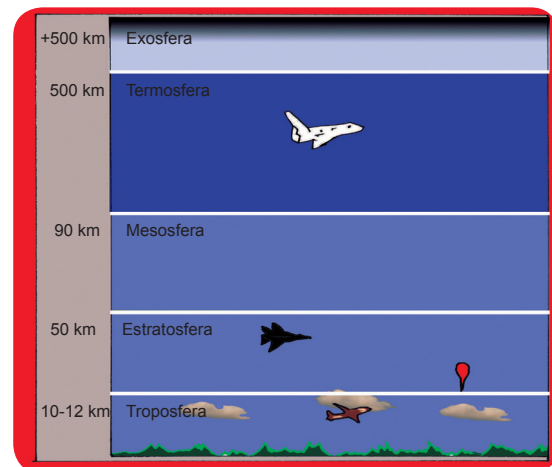 +500 km Exosfera
500 km Termosfera
90 km Mesosfera
50 km Estratosfera
10-12 km Troposfera